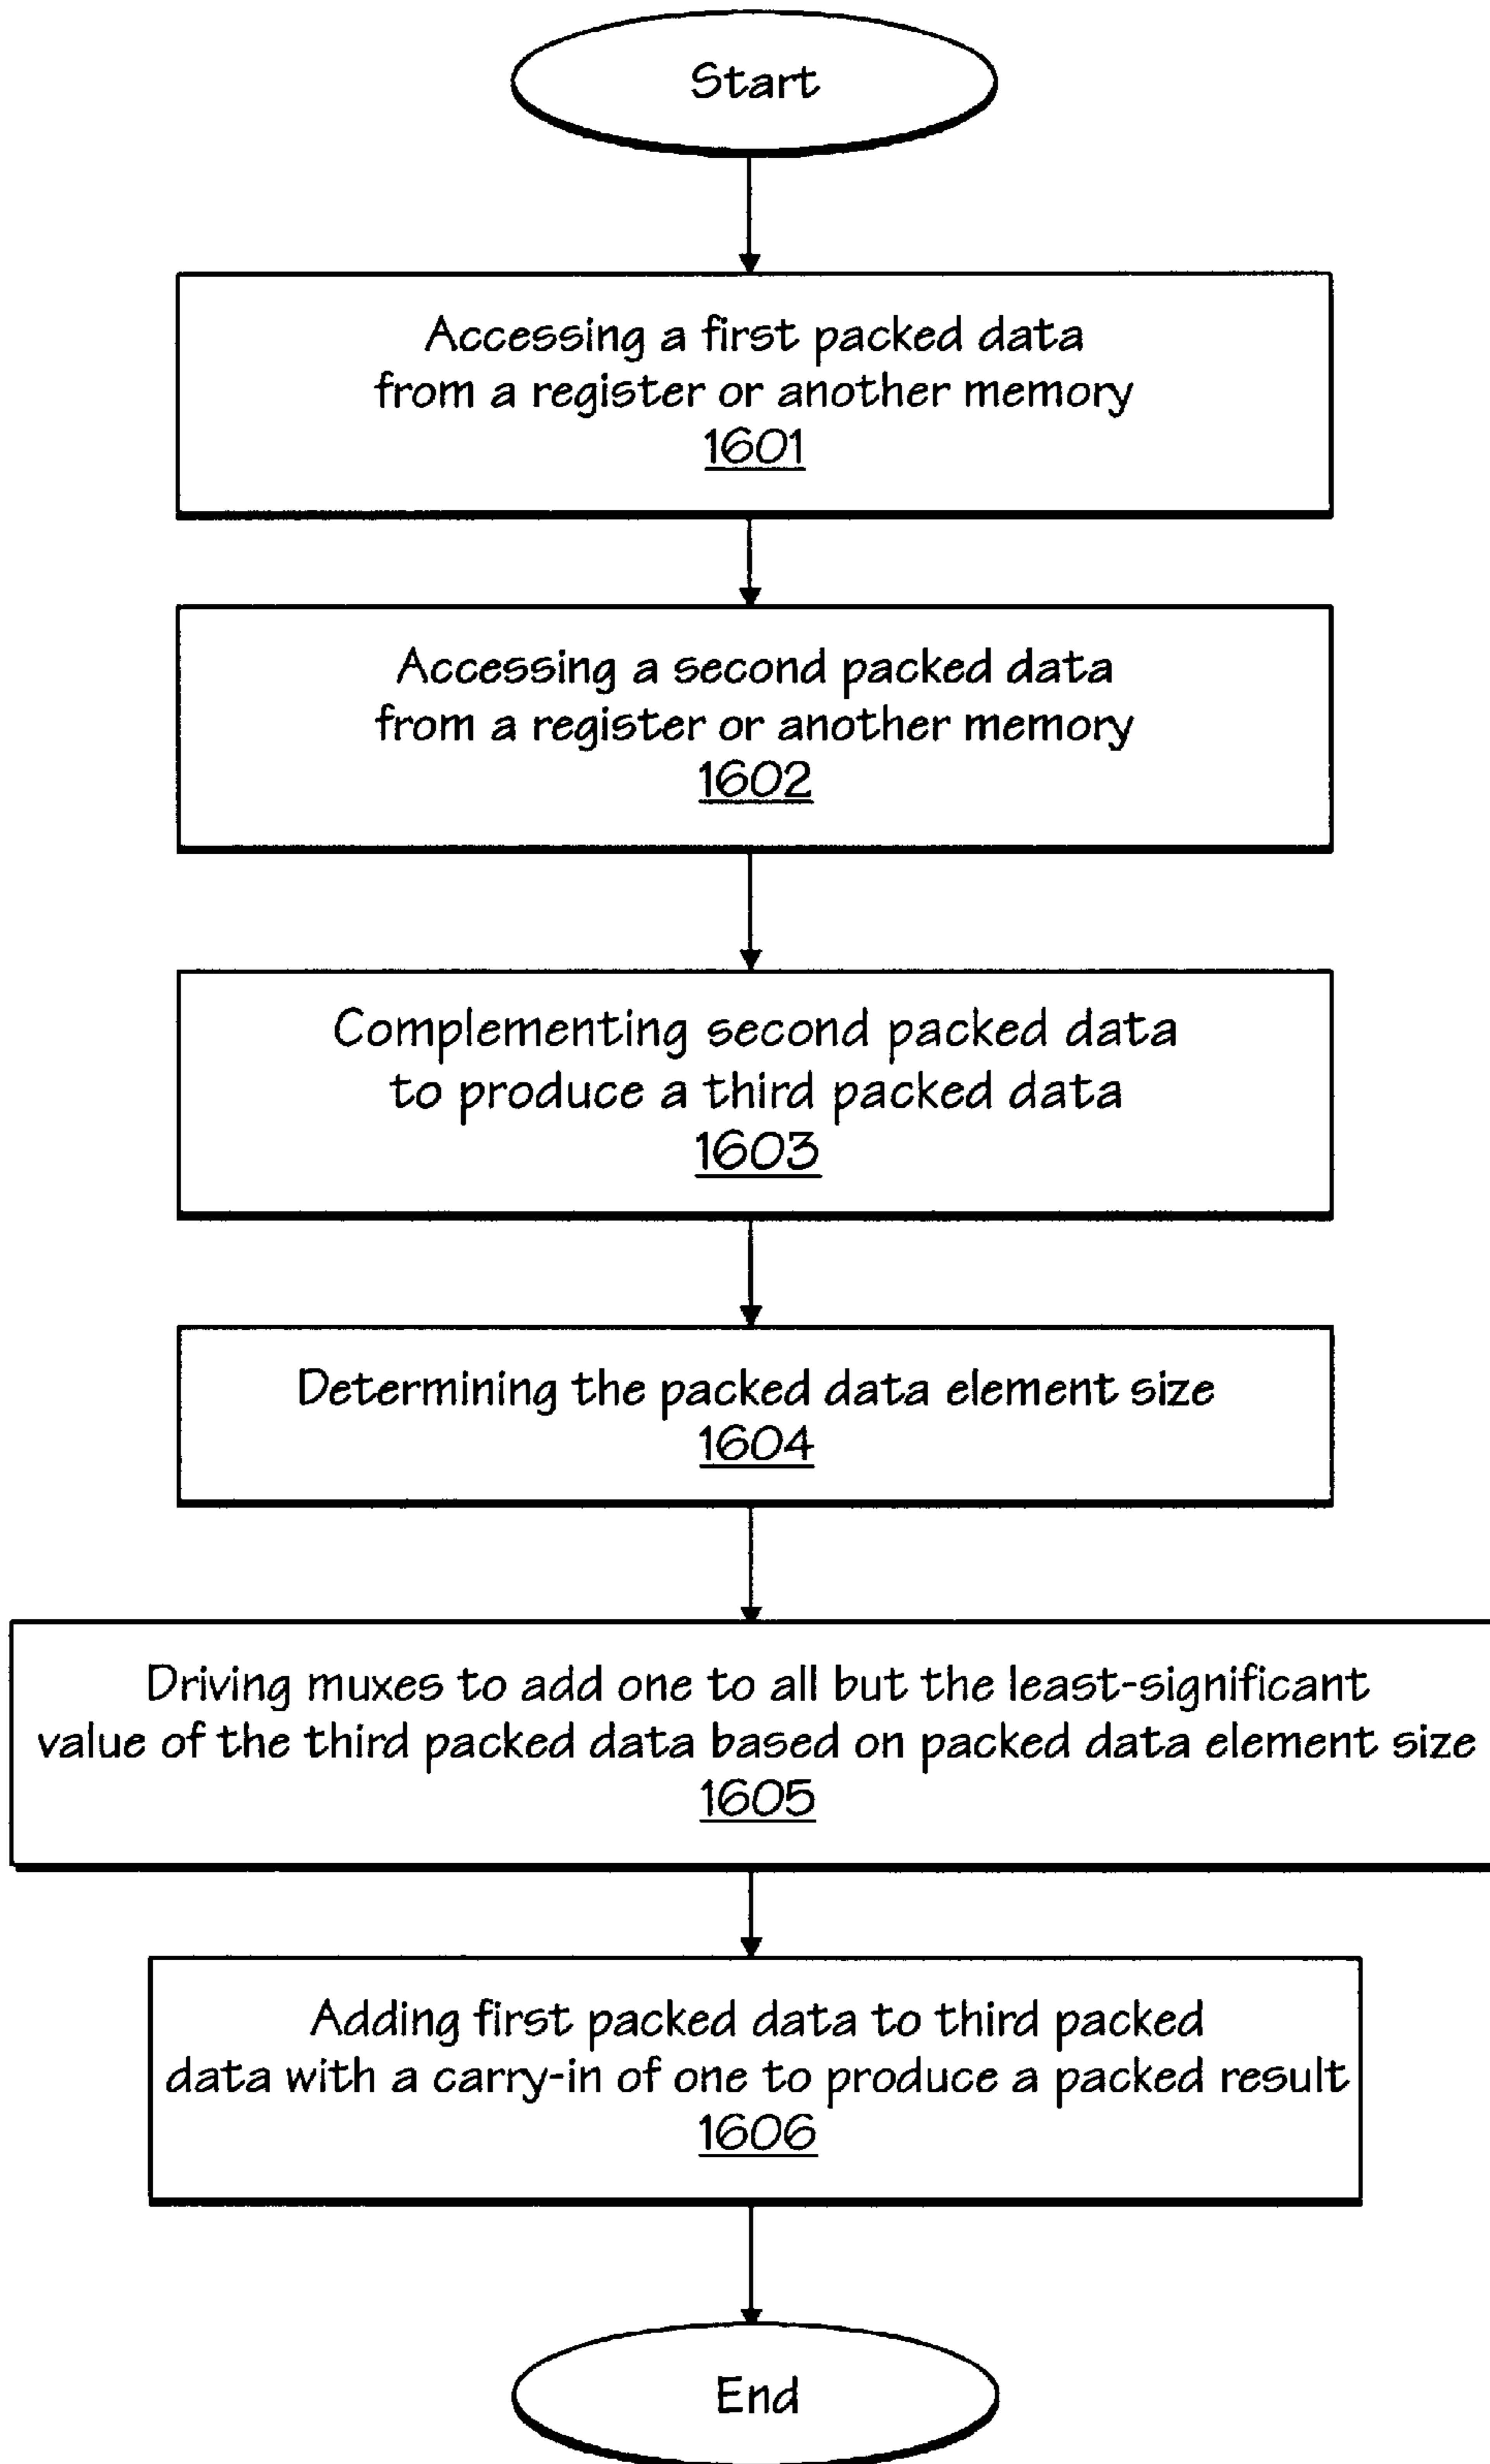 Start
Accessing a first packed data
from a register or another memory
1601
Accessing a second packed data
from a register or another memory
1602
Complementing second packed data
to produce a third packed data
1603
Determining the packed data element size
1604
Driving muxes to add one to all but the least-significant
value of the third packed data based on packed data element size
1605
Adding first packed data to third packed
data with a carry-in of one to produce a packed result
1606
End